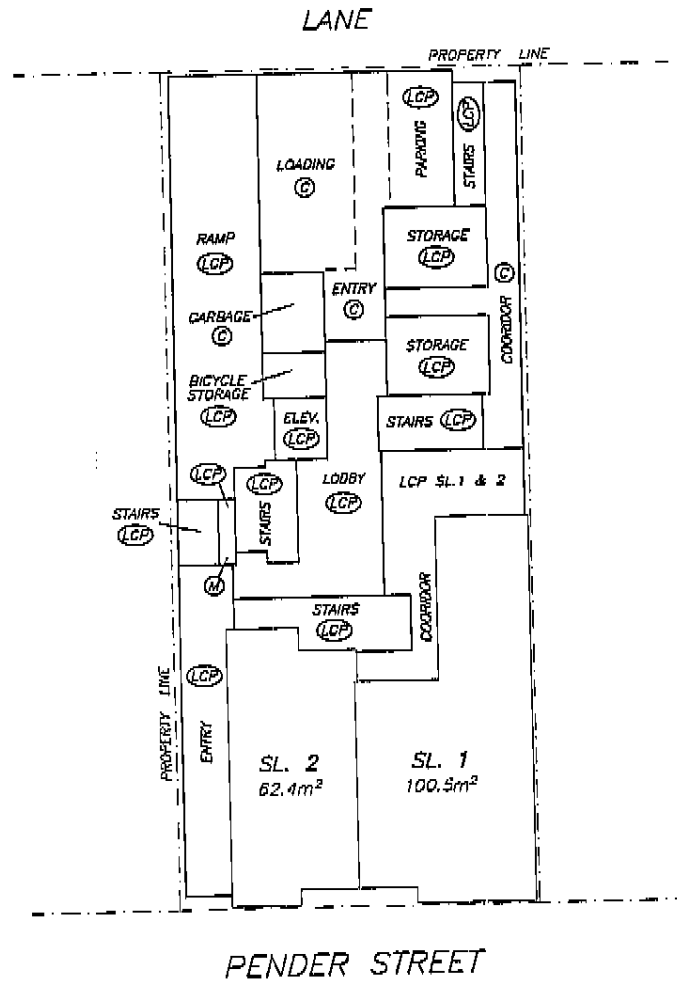 LANE
PROPERTY LINE
LCP
PARKING
LCP
STAIRS
LOADING
C
RAMP
LCP
STORAGE
LCP
ENTRY
C
C
COORIDOR
GARBAGE
C
STORAGE
LCP
BICYCLE
STORAGE
LCP
ELEV.
LCP
STAIRS LCP
LCP
LCP
STAIRS
LOBBY
LCP
LCP SL.1 & 2
STAIRS
LCP
M
COORIDOR
STAIRS
LCP
LCP
ENTRY
PROPERTY LINE
SL. 2
62.4m²
SL. 1
100.5m²
PENDER STREET